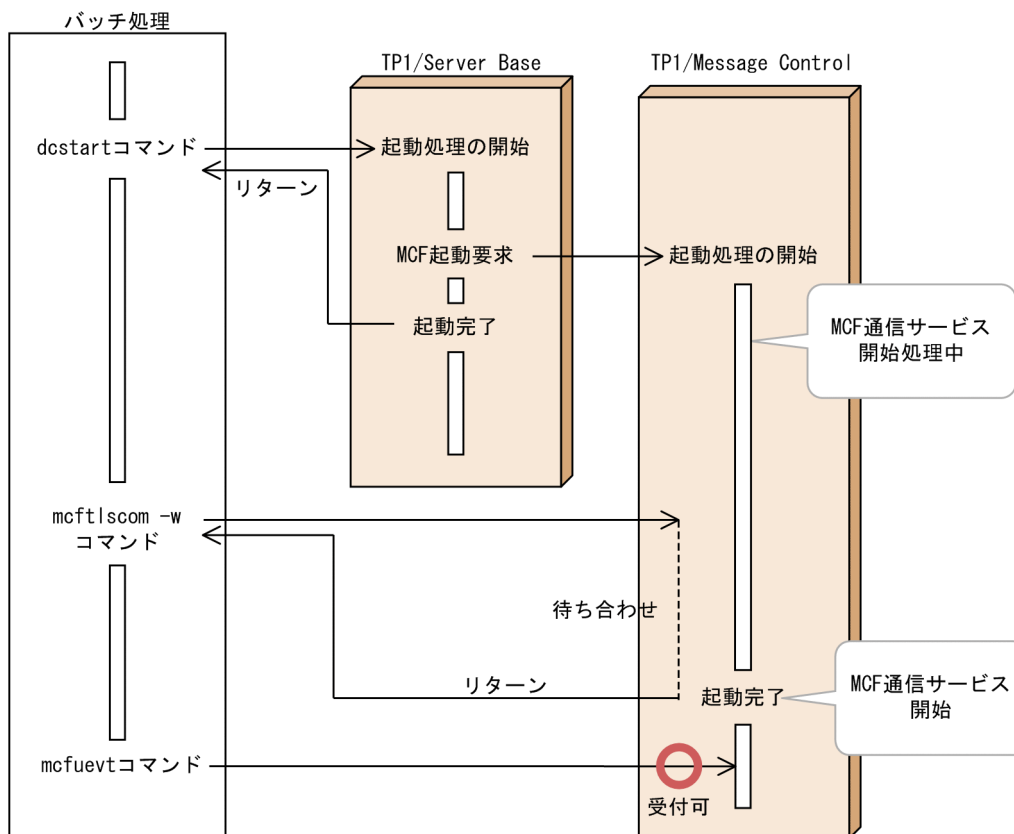 バッチ処理
TP1/Server Base
TP1/Message Control
dcstartコマンド
起動処理の開始
リターン
MCF起動要求
起動処理の開始
起動完了
MCF通信サービス
開始処理中
mcftlscom -w
コマンド
待ち合わせ
リターン
起動完了
MCF通信サービス
開始
mcfuevtコマンド
受付可